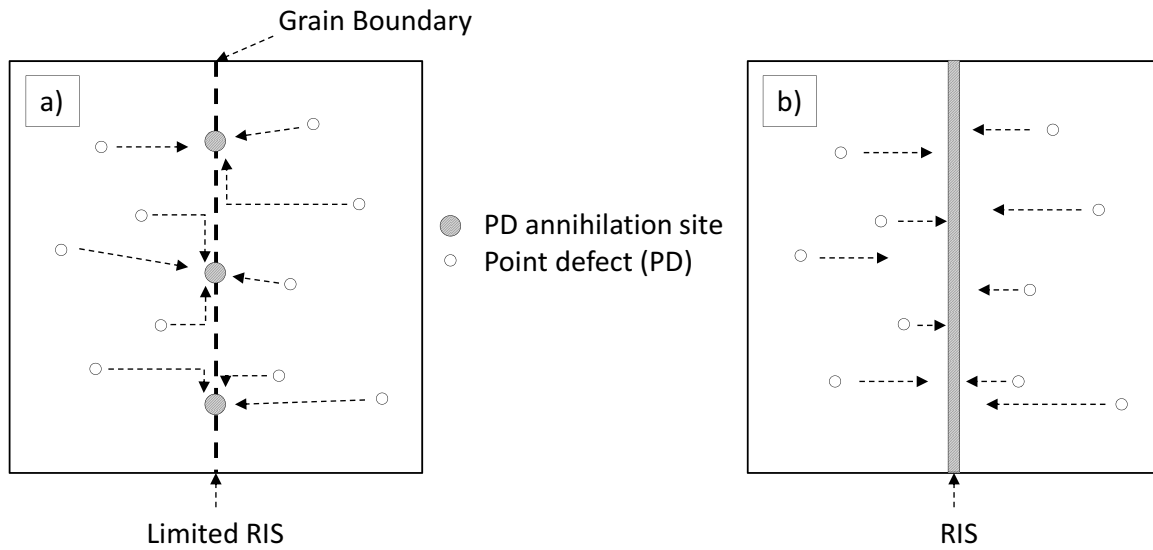 Grain Boundary
a)
b)
PD annihilation site
Point defect (PD)
Limited RIS
RIS